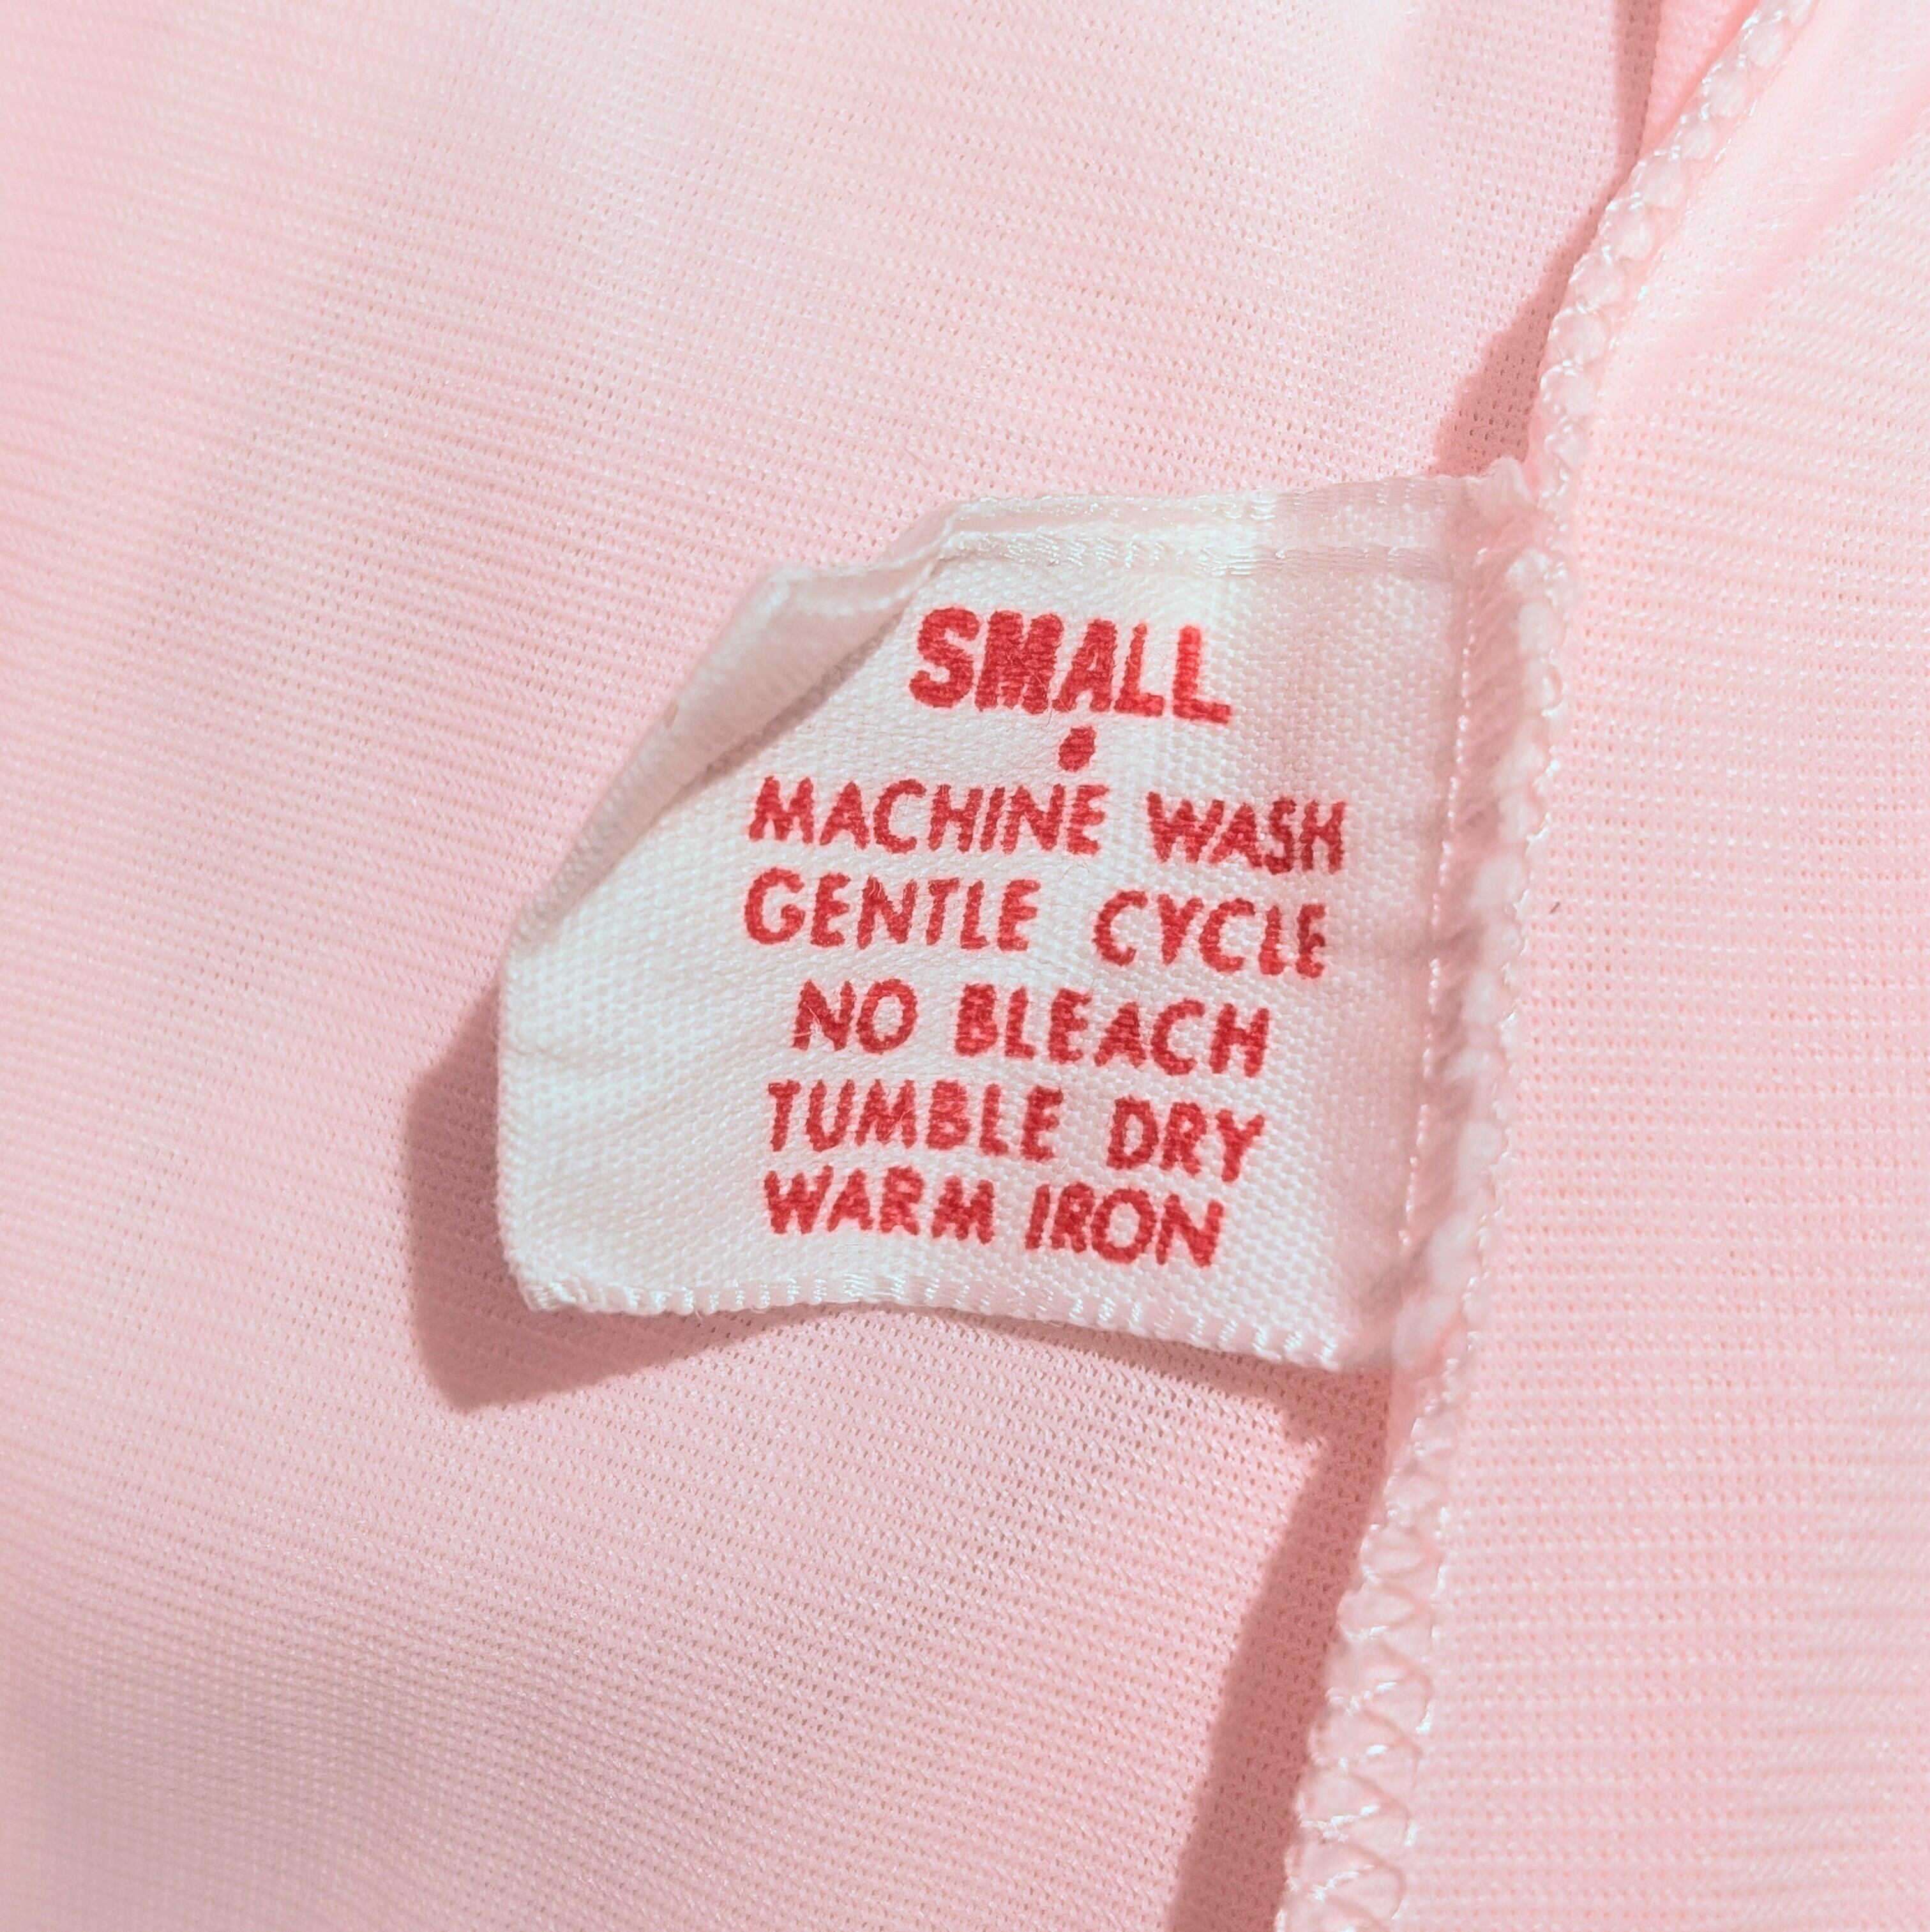 SMALL
•
MACHINE WASH
GENTLE CYCLE
NO BLEACH
TUMBLE DRY
WARM IRON